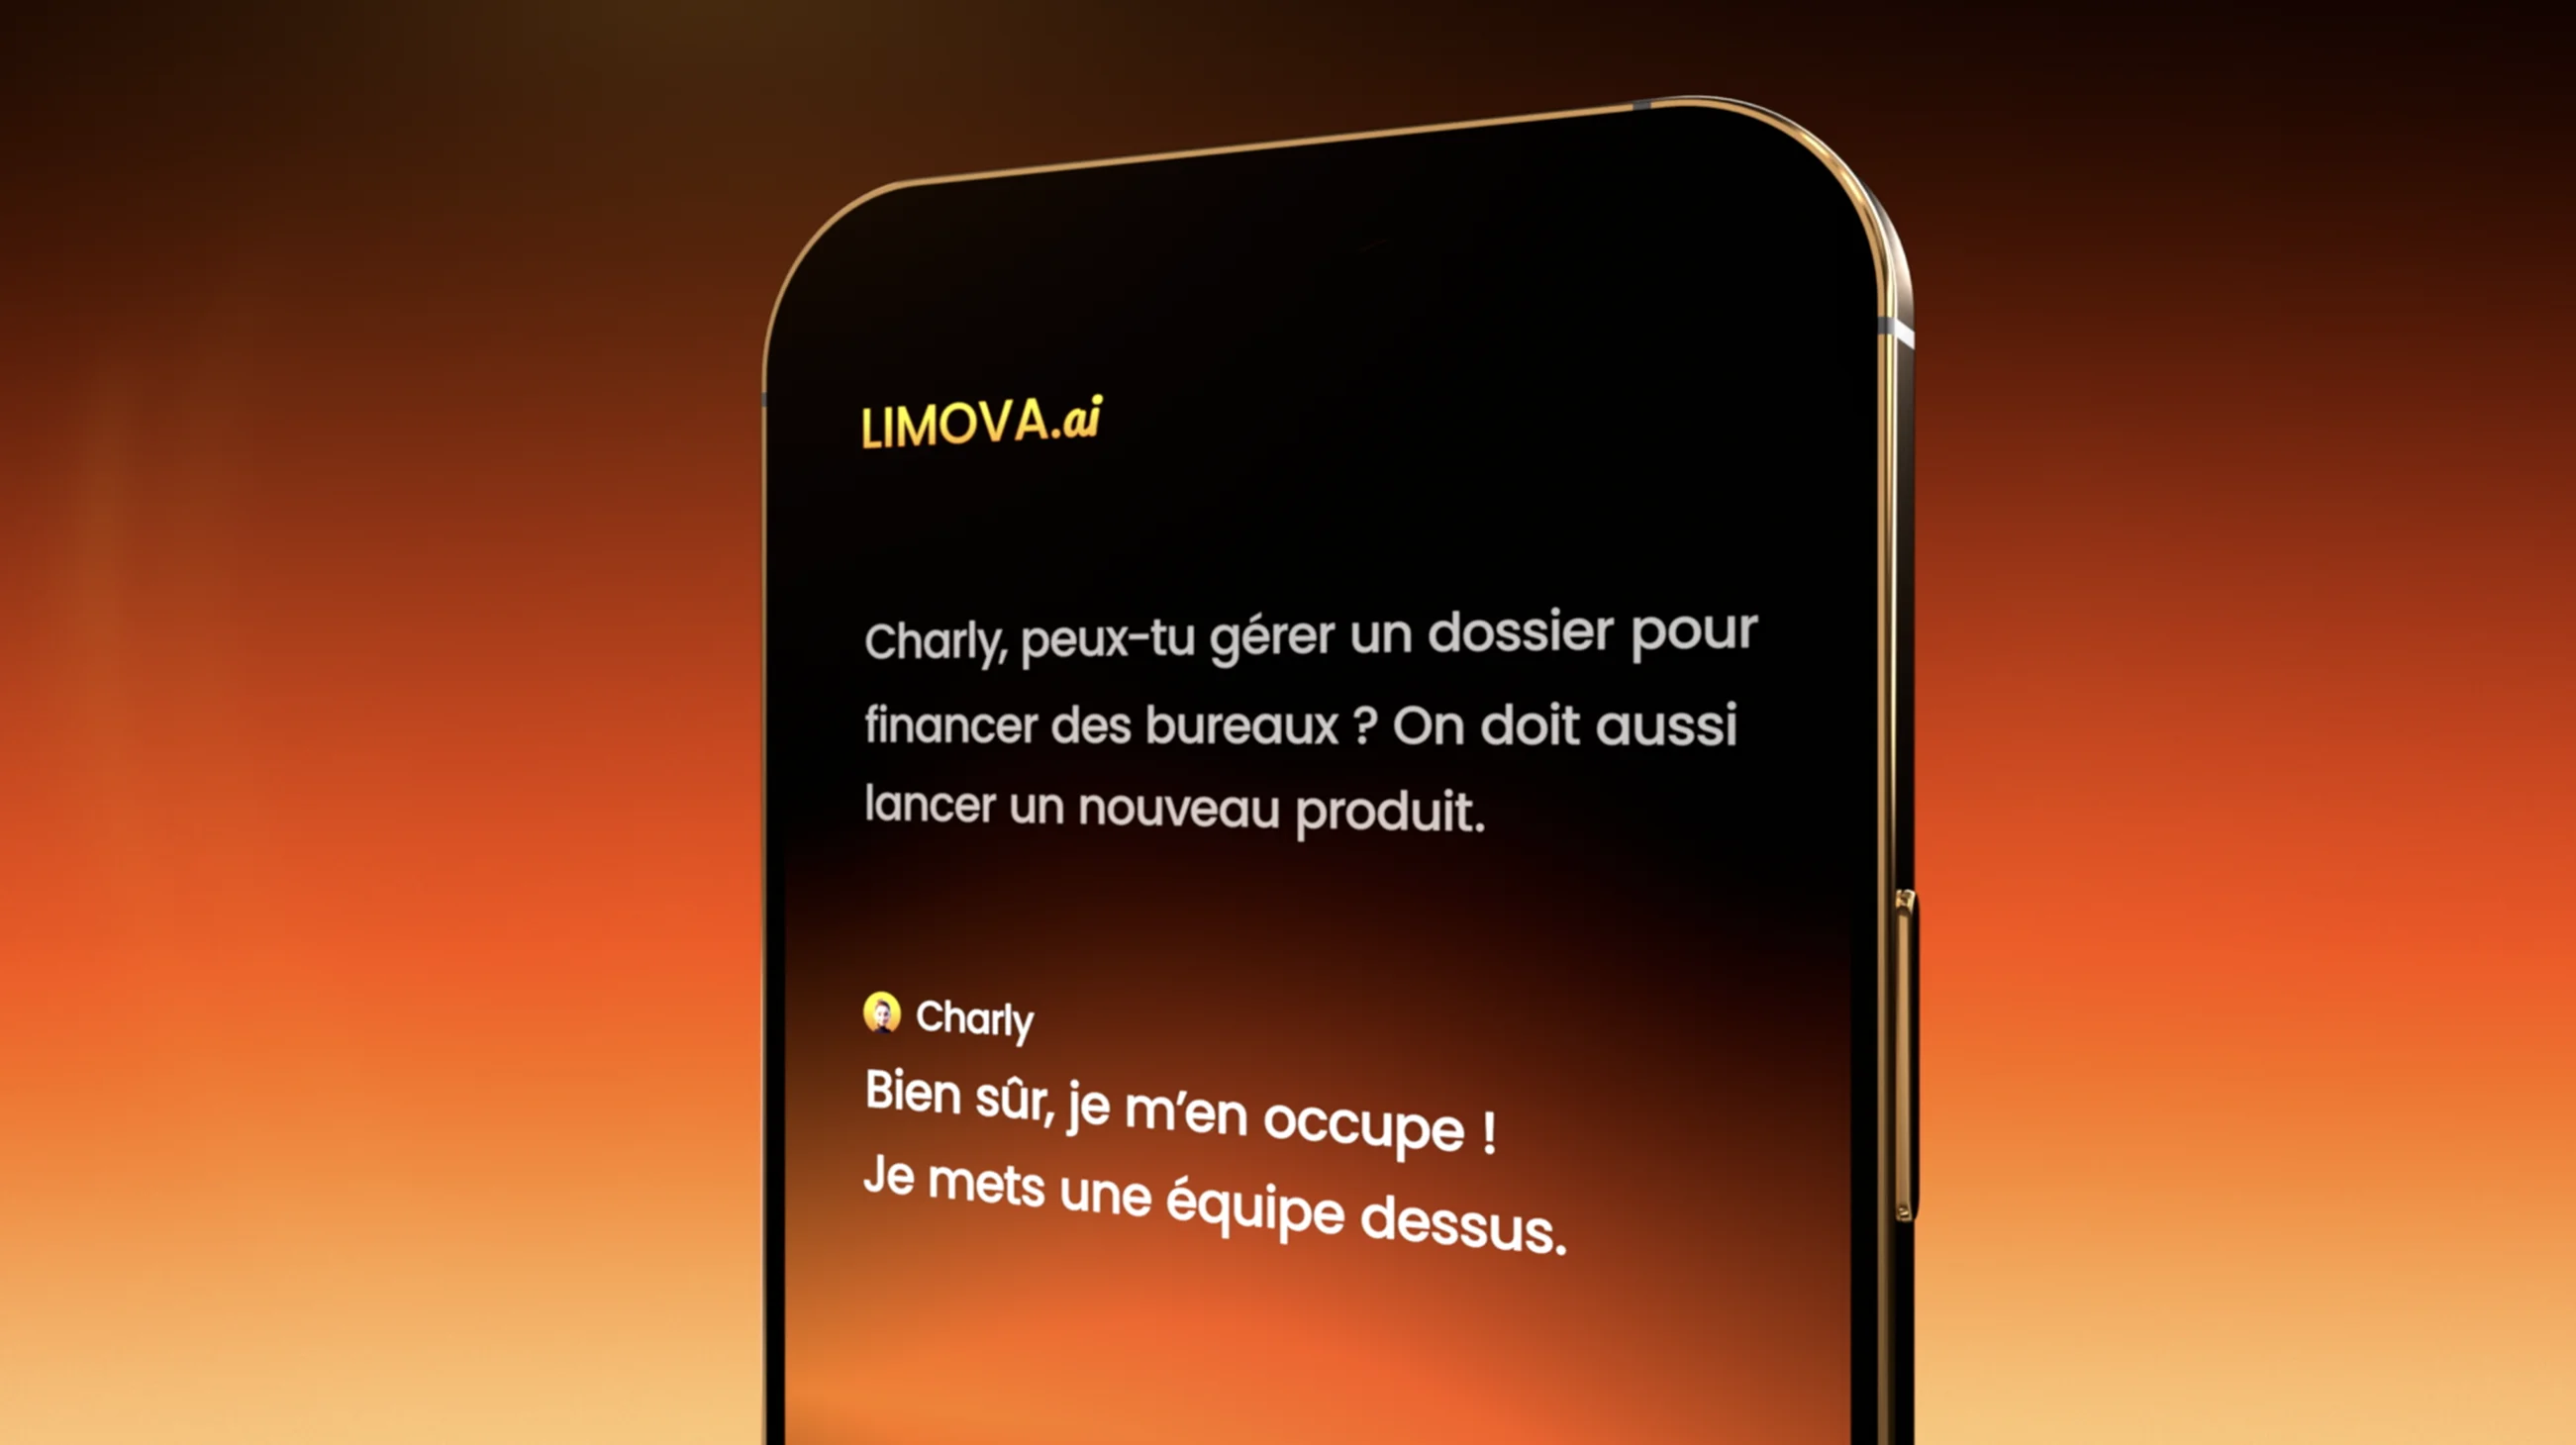 LIMOVA.ai
Charly, peux-tu gérer un dossier pour
financer des bureaux ? On doit aussi
lancer un nouveau produit.
Charly
Bien sûr, je m’en occupe !
Je mets une équipe dessus.